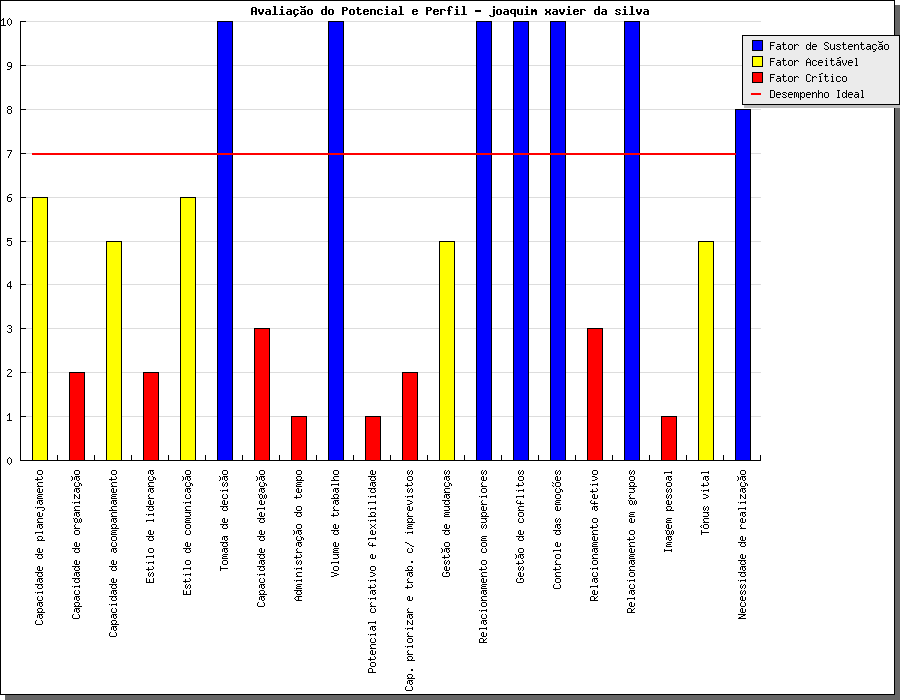 Avaliação do Potencial e Perfil - joaquim xavier da silva
Fator de Sustentação
Fator Aceitável
Fator Crítico
Desempenho Ideal
10
9
8
7
6
5
4
3
2
1
0
Capacidade de planejamento
Capacidade de organização
Capacidade de acompanhamento
Estilo de liderança
Estilo de comunicação
Tomada de decisão
Capacidade de delegação
Administração do tempo
Volume de trabalho
Potencial criativo e flexibilidade
Cap. priorizar e trab. c/ imprevistos
Gestão de mudanças
Relacionamento com superiores
Gestão de conflitos
Controle das emoções
Relacionamento afetivo
Relacionamento em grupos
Imagem pessoal
Tônus vital
Necessidade de realização